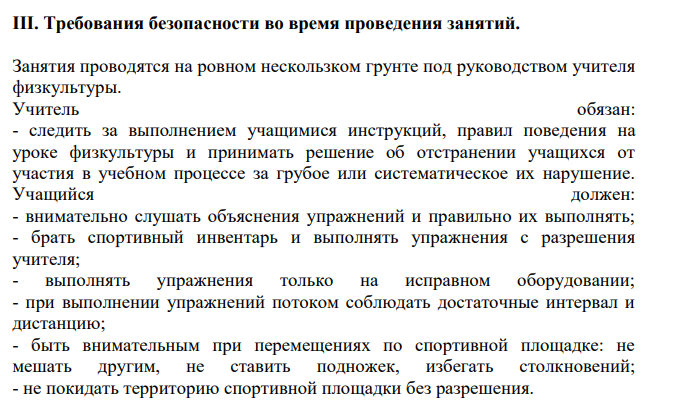 III. Требования безопасности во время проведения занятий.
Занятия проводятся на ровном нескользком грунте под руководством учителя
физкультуры.
Учитель обязан:
- следить за выполнением учащимися инструкций, правил поведения на
уроке физкультуры и принимать решение об отстранении учащихся от
участия в учебном процессе за грубое или систематическое их нарушение.
Учащийся должен:
- внимательно слушать объяснения упражнений и правильно их выполнять;
- брать спортивный инвентарь и выполнять упражнения с разрешения
учителя;
- выполнять упражнения только на исправном оборудовании;
- при выполнении упражнений потоком соблюдать достаточные интервал и
дистанцию;
- быть внимательным при перемещениях по спортивной площадке: не
мешать другим, не ставить подножек, избегать столкновений;
- не покидать территорию спортивной площадки без разрешения.